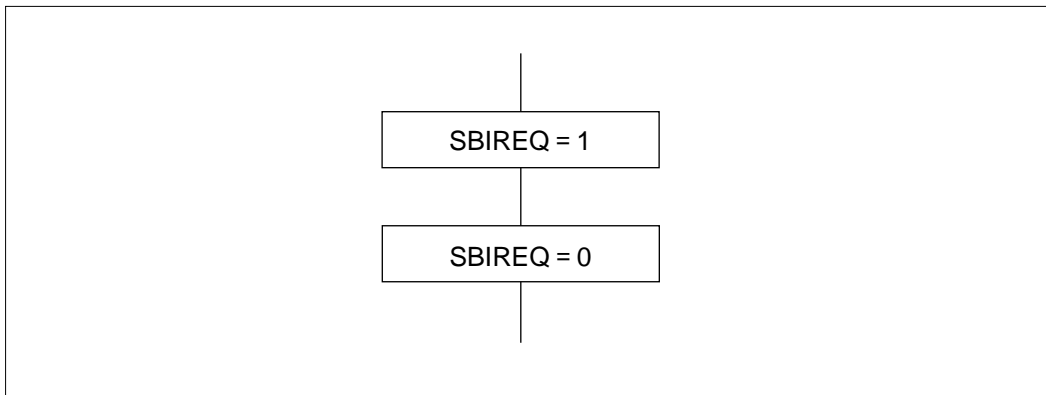 SBIREQ = 1
SBIREQ = 0